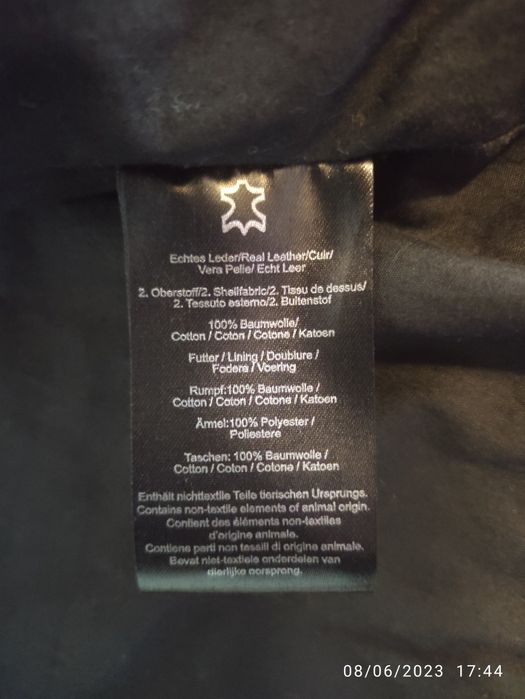 Echtes Leder/Real Leather/Cuir/
Vera Pelle/ Echt Leer
2. Oberstoff/2. Shellfabric/2. Tissu de dessus/
2. Tessuto esterno/2. Buitenstof
100% Baumwolle/
Cotton / Coton / Cotone / Katoen
Futter / Lining / Doublure /
Fodera / Voering
Rumpf:100% Baumwolle /
Cotton / Coton / Cotone / Katoen
Ärmel:100% Polyester /
Poliestere
Taschen: 100% Baumwolle /
Cotton / Coton / Cotone / Katoen
Enthält nichttextile Teile tierischen Ursprungs.
Contains non-textile elements of animal origin.
Contient des éléments non-textiles
d'origine animale.
Contiene parti non tessili di origine animale.
Bevat niet-textiele onderdelen van
dierlijke oorsprong.
08/06/2023 17:44